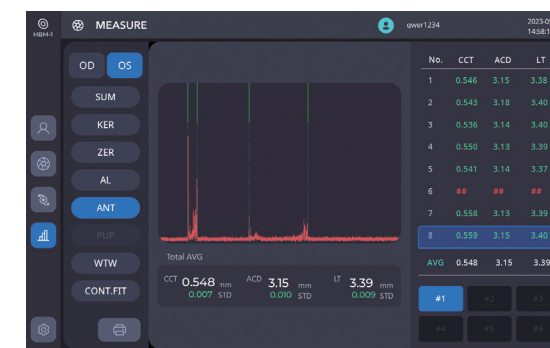 HBM-1
MEASURE
qwer1234
2023-0
14:58:1
OD OS
SUM
KER
ZER
AL
ANT
PUP
WTW
CONT.FIT
Total AVG
CCT 0.548 mm
0.007 STD
ACD 3.15 mm
0.010 STD
LT 3.39 mm
0.009 STD
No. CCT ACD LT
1 0.546 3.15 3.38
2 0.543 3.18 3.40
3 0.536 3.14 3.40
4 0.550 3.13 3.39
5 0.541 3.14 3.37
6 ## ## ##
7 0.558 3.13 3.39
8 0.559 3.15 3.40
AVG 0.548 3.15 3.39
#1 #2 #3
#4 #5 #6